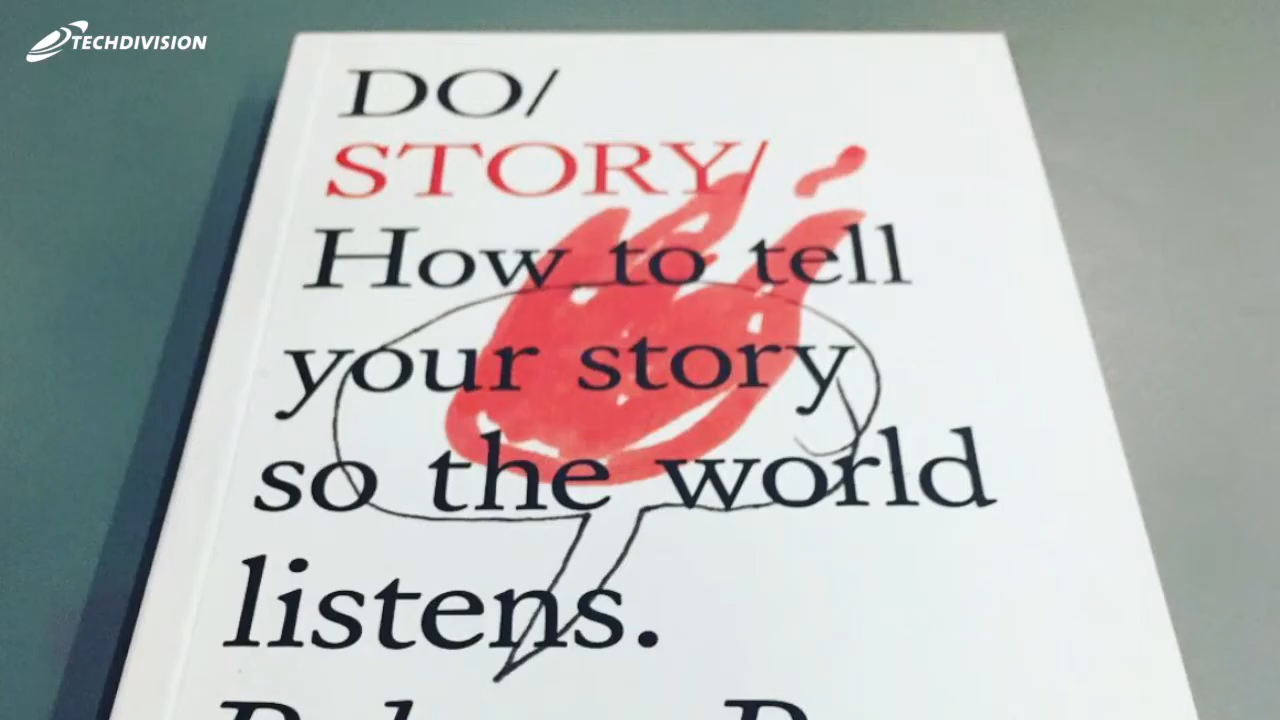 TECHDIVISION
DO/
STORY/
How to tell
your story
so the world
listens.